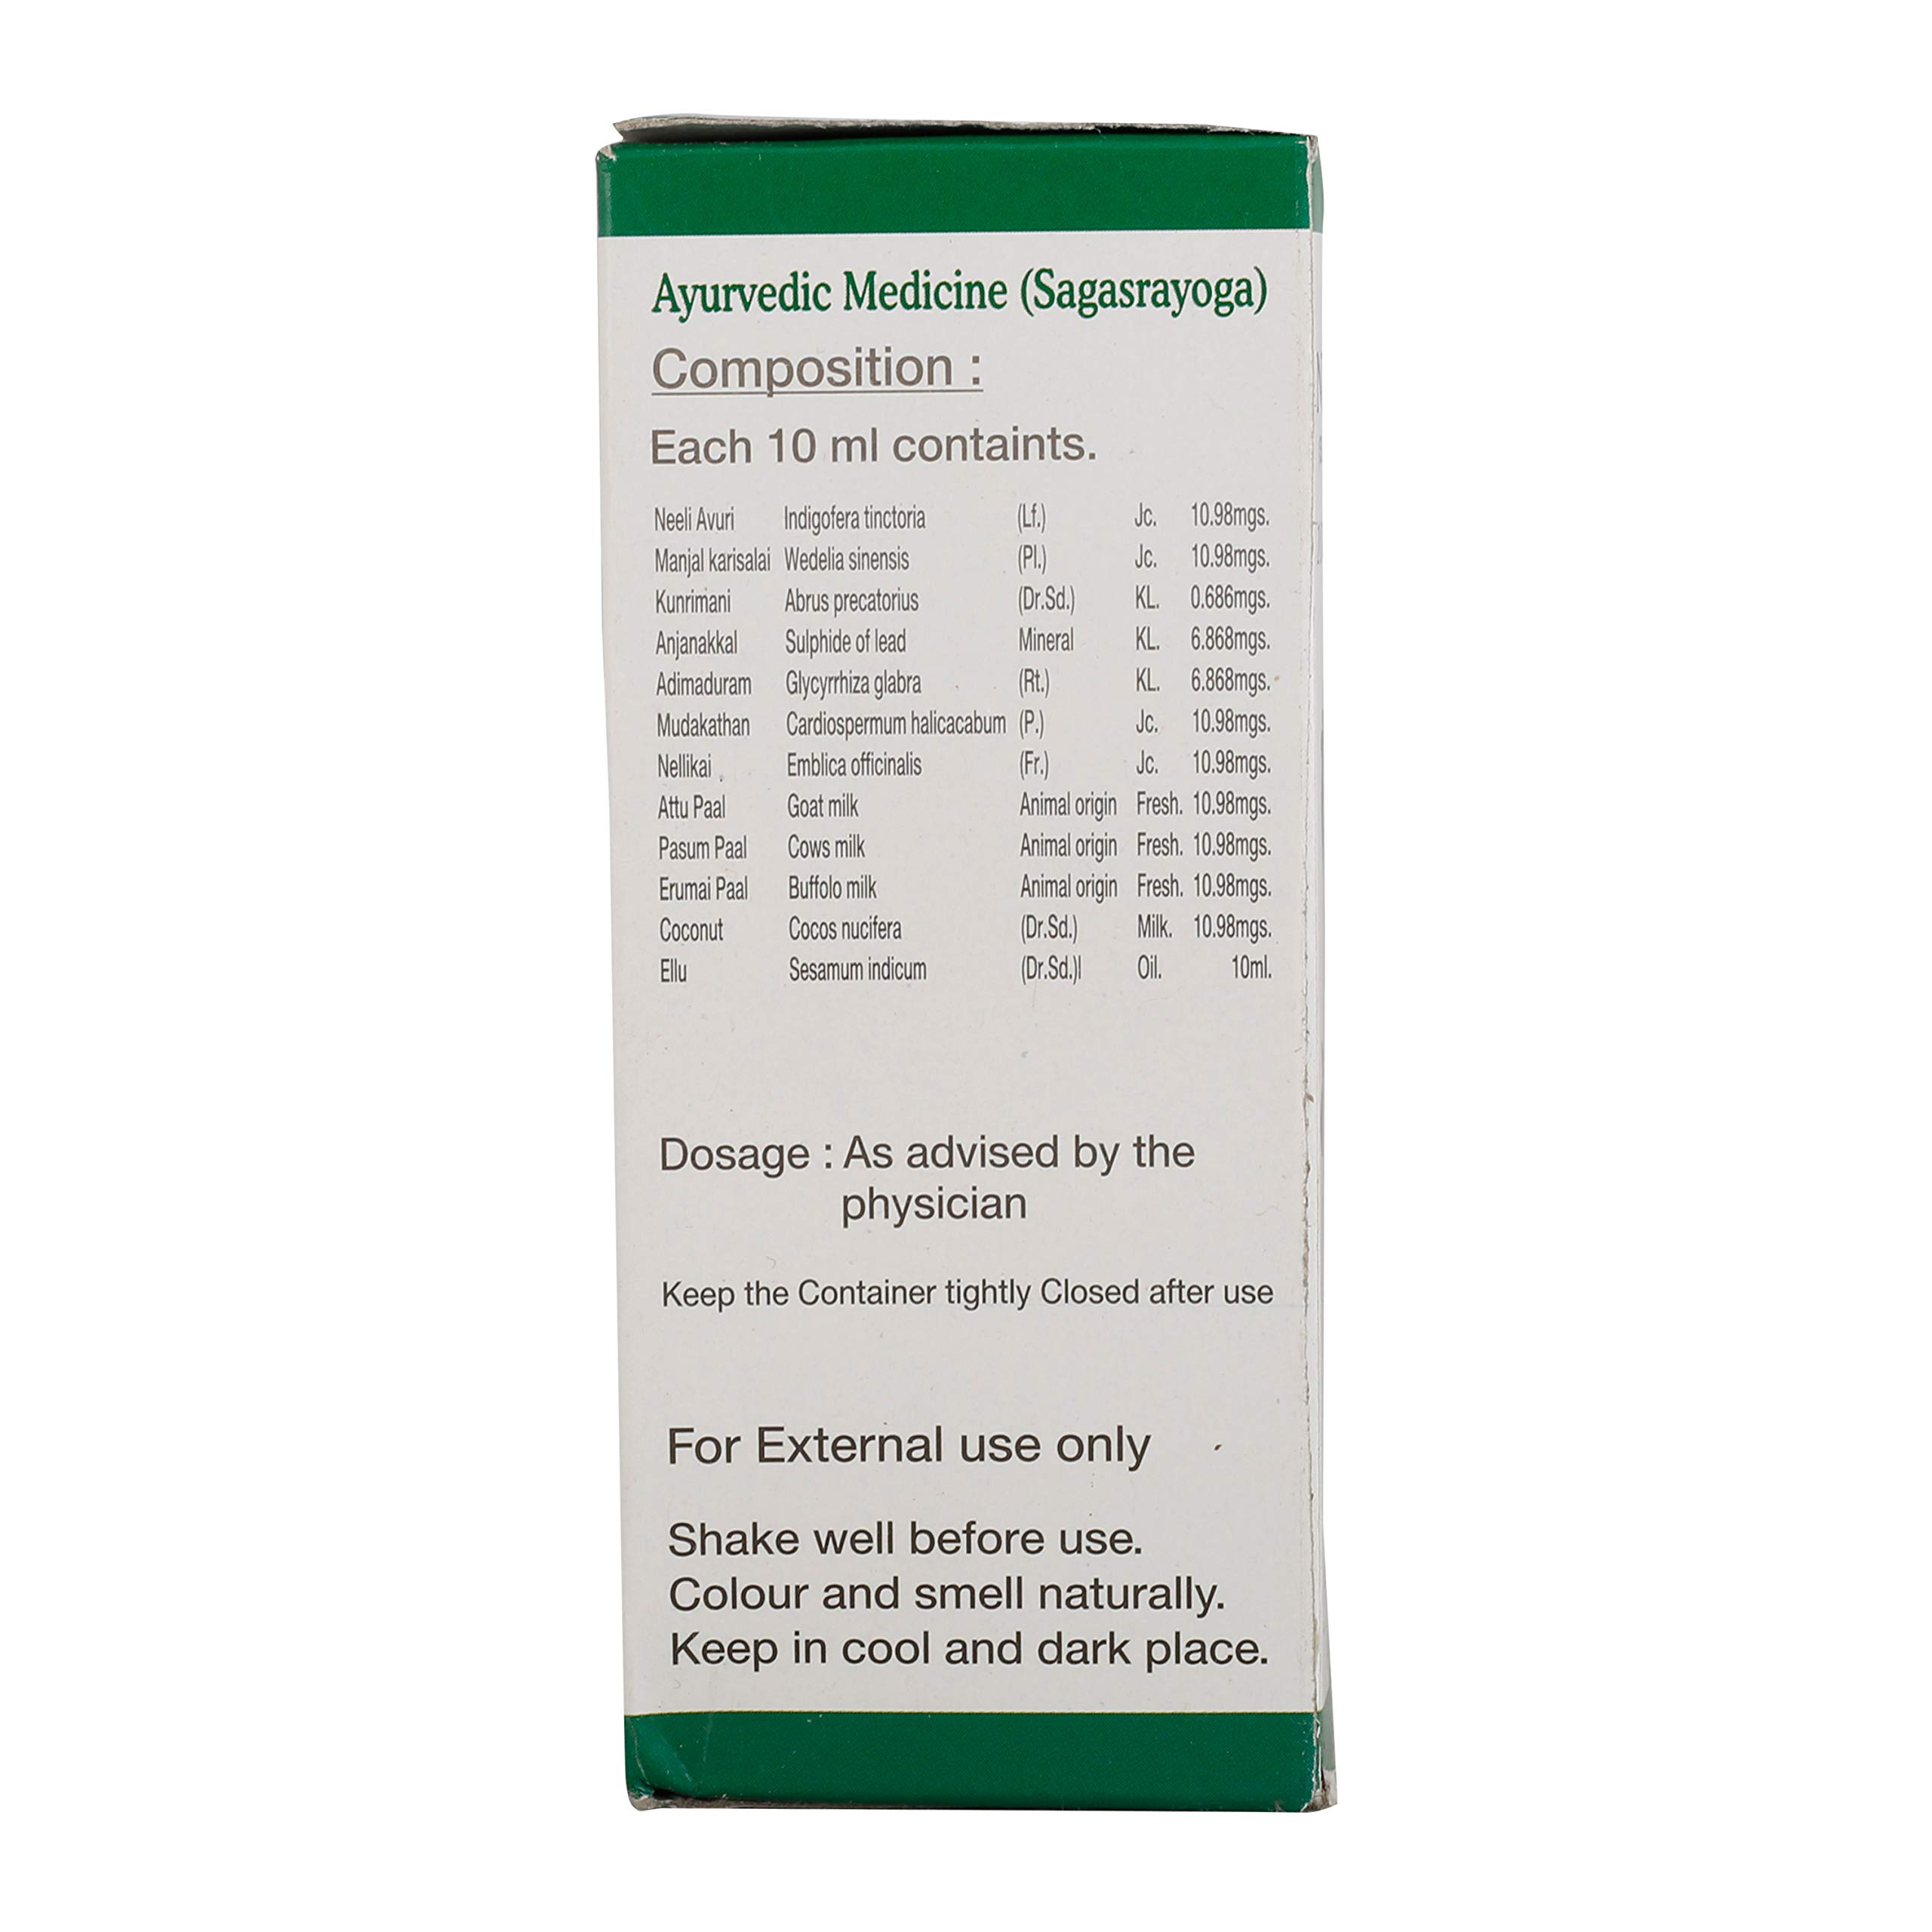 Ayurvedic Medicine (Sagasrayoga)
Composition :
Each 10 ml containts.
Neeli Avuri Indigofera tinctoria (Lf.) Jc. 10.98mgs.
Manjal karisalai Wedelia sinensis (Pl.) Jc. 10.98mgs.
Kunrimani Abrus precatorius (Dr.Sd.) KL. 0.686mgs.
Anjanakkal Sulphide of lead Mineral KL. 6.868mgs.
Adimaduram Glycyrrhiza glabra (Rt.) KL. 6.868mgs.
Mudakathan Cardiospermum halicacabum (P.) Jc. 10.98mgs.
Nellikai Emblica officinalis (Fr.) Jc. 10.98mgs.
Attu Paal Goat milk Animal origin Fresh. 10.98mgs.
Pasum Paal Cows milk Animal origin Fresh. 10.98mgs.
Erumai Paal Buffolo milk Animal origin Fresh. 10.98mgs.
Coconut Cocos nucifera (Dr.Sd.) Milk. 10.98mgs.
Ellu Sesamum indicum (Dr.Sd.)l Oil. 10ml.
Dosage : As advised by the
physician
Keep the Container tightly Closed after use
For External use only
Shake well before use.
Colour and smell naturally.
Keep in cool and dark place.